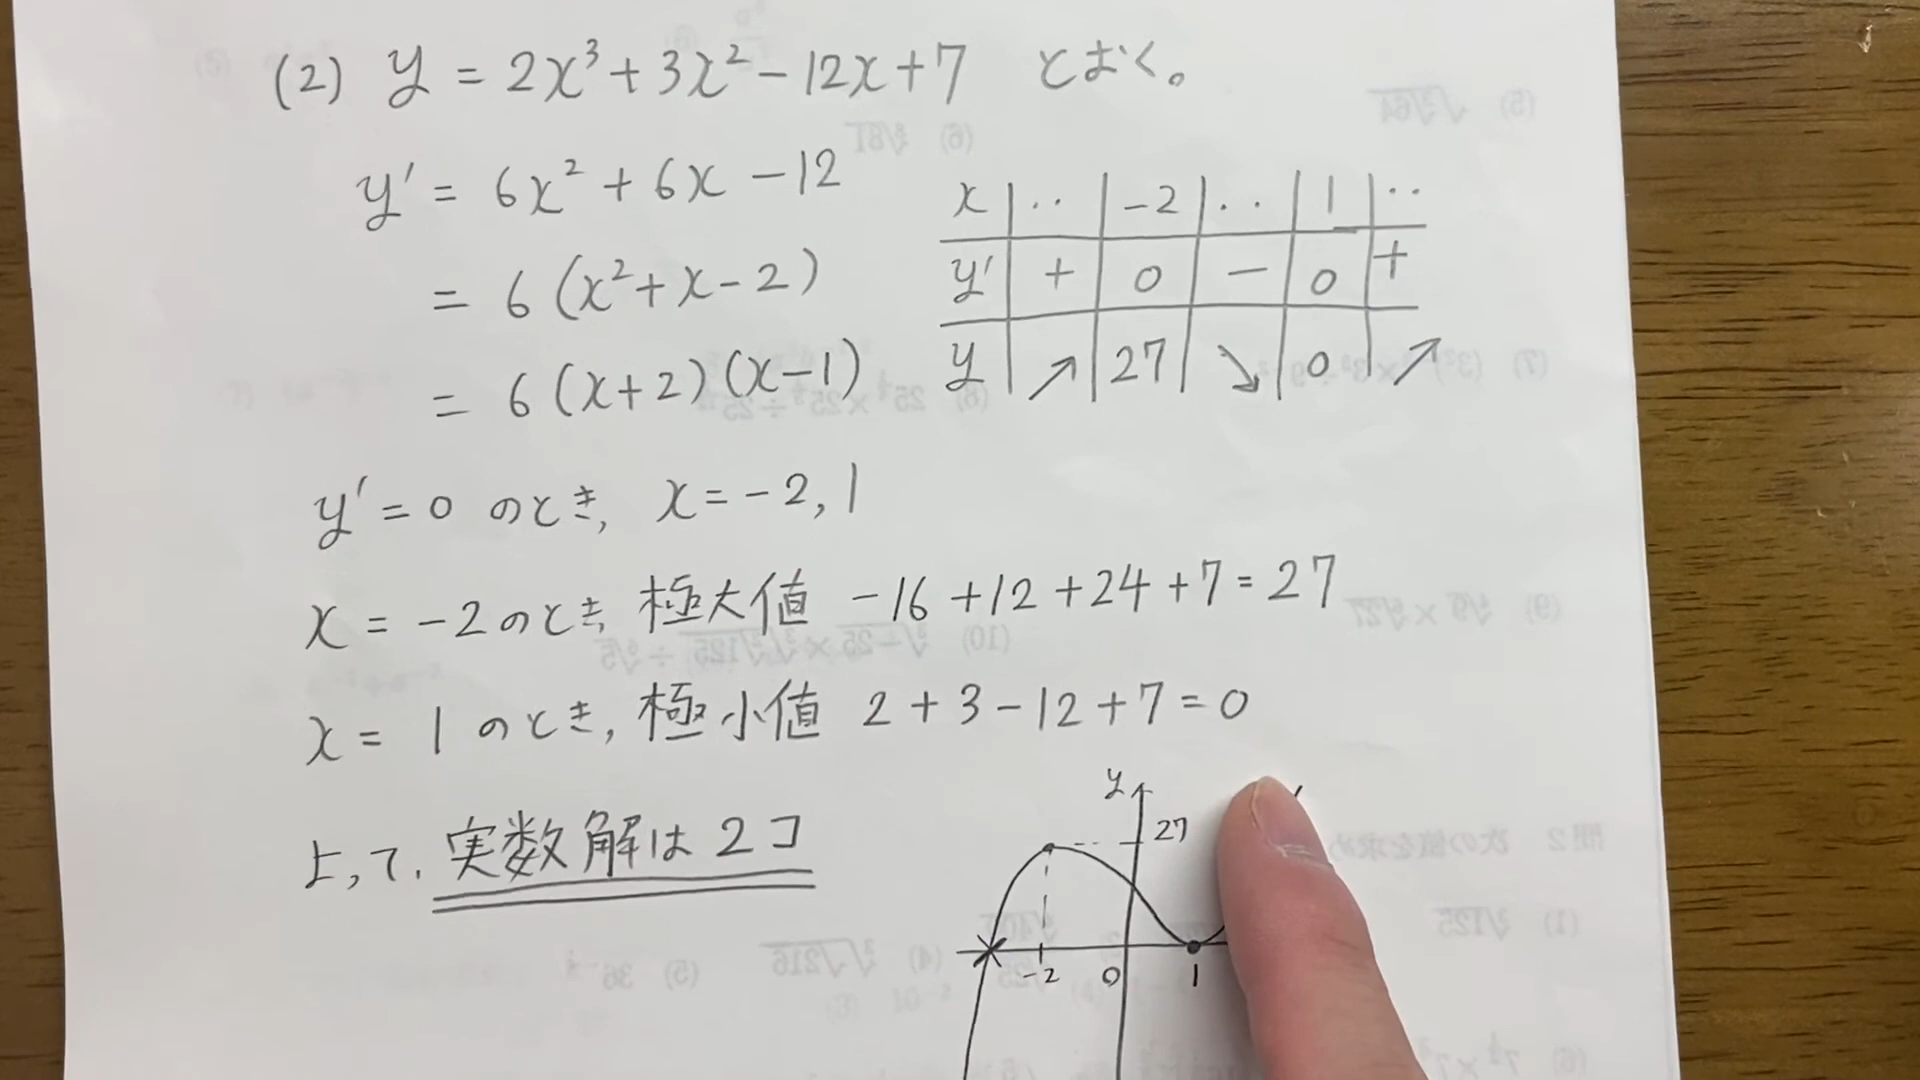 (2) y = 2x³+3x²-12x+7 とおく。
y' = 6x² + 6x - 12
= 6 (x²+x-2)
= 6 (x+2)(x-1)
x | ‥ | -2 | ‥ | 1 | ‥
y' | + | 0 | - | 0 | +
y | ↗ | 27 | ↘ | 0 | ↗
y' = 0 のとき, x = -2, 1
x = -2 のとき, 極大値 -16 +12 +24 +7 = 27
x = 1 のとき, 極小値 2 + 3 - 12 + 7 = 0
よって, 実数解は 2コ
y
27
-2 0 1